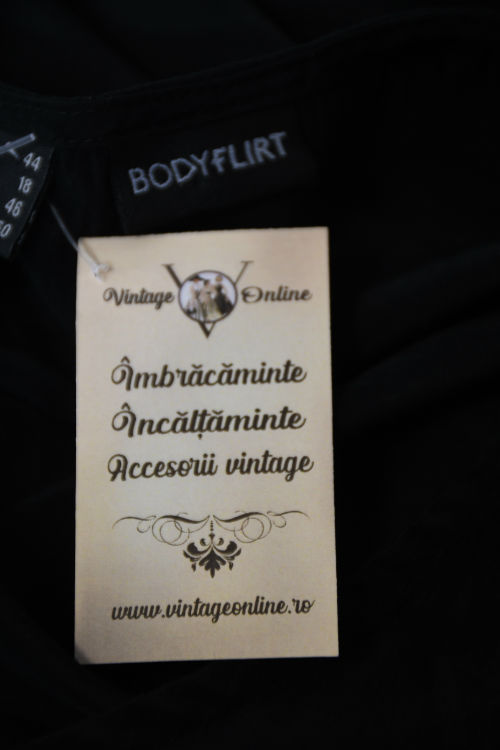 44
18
46
BODYFLIRT
Vintage Online
Îmbrăcăminte
Încălțăminte
Accesorii vintage
www.vintageonline.ro